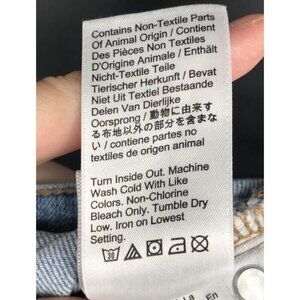 Contains Non-Textile Parts
Of Animal Origin / Contient
Des Pièces Non Textiles
D'Origine Animale / Enthält
Nicht-Textile Teile
Tierischer Herkunft / Bevat
Niet Uit Textiel Bestaande
Delen Van Dierlijke
Oorsprong / 動物に由来す
る布地以外の部分を含まな
い / contiene partes no
textiles de origen animal
Turn Inside Out. Machine
Wash Cold With Like
Colors. Non-Chlorine
Bleach Only. Tumble Dry
Low. Iron on Lowest
Setting.
30
La En